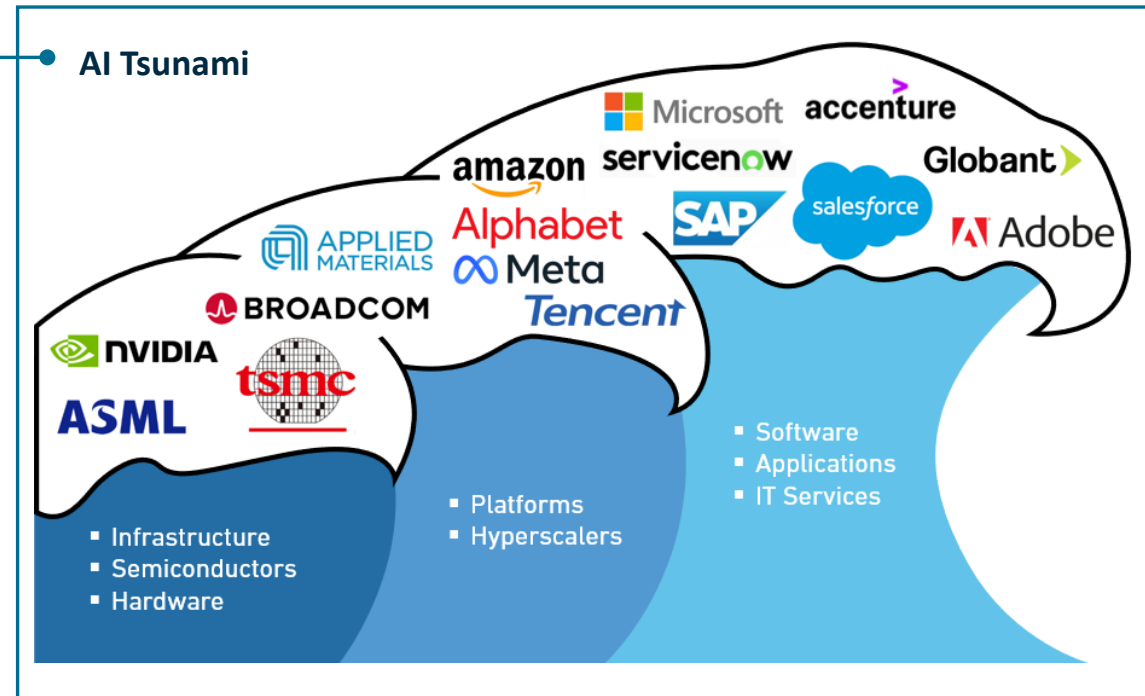 AI Tsunami
NVIDIA
ASML
BROADCOM
tsmc
APPLIED
MATERIALS
amazon
Alphabet
Meta
Tencent
Microsoft
accenture
servicenow
Globant
SAP
salesforce
Adobe
▪ Infrastructure
▪ Semiconductors
▪ Hardware
▪ Platforms
▪ Hyperscalers
▪ Software
▪ Applications
▪ IT Services